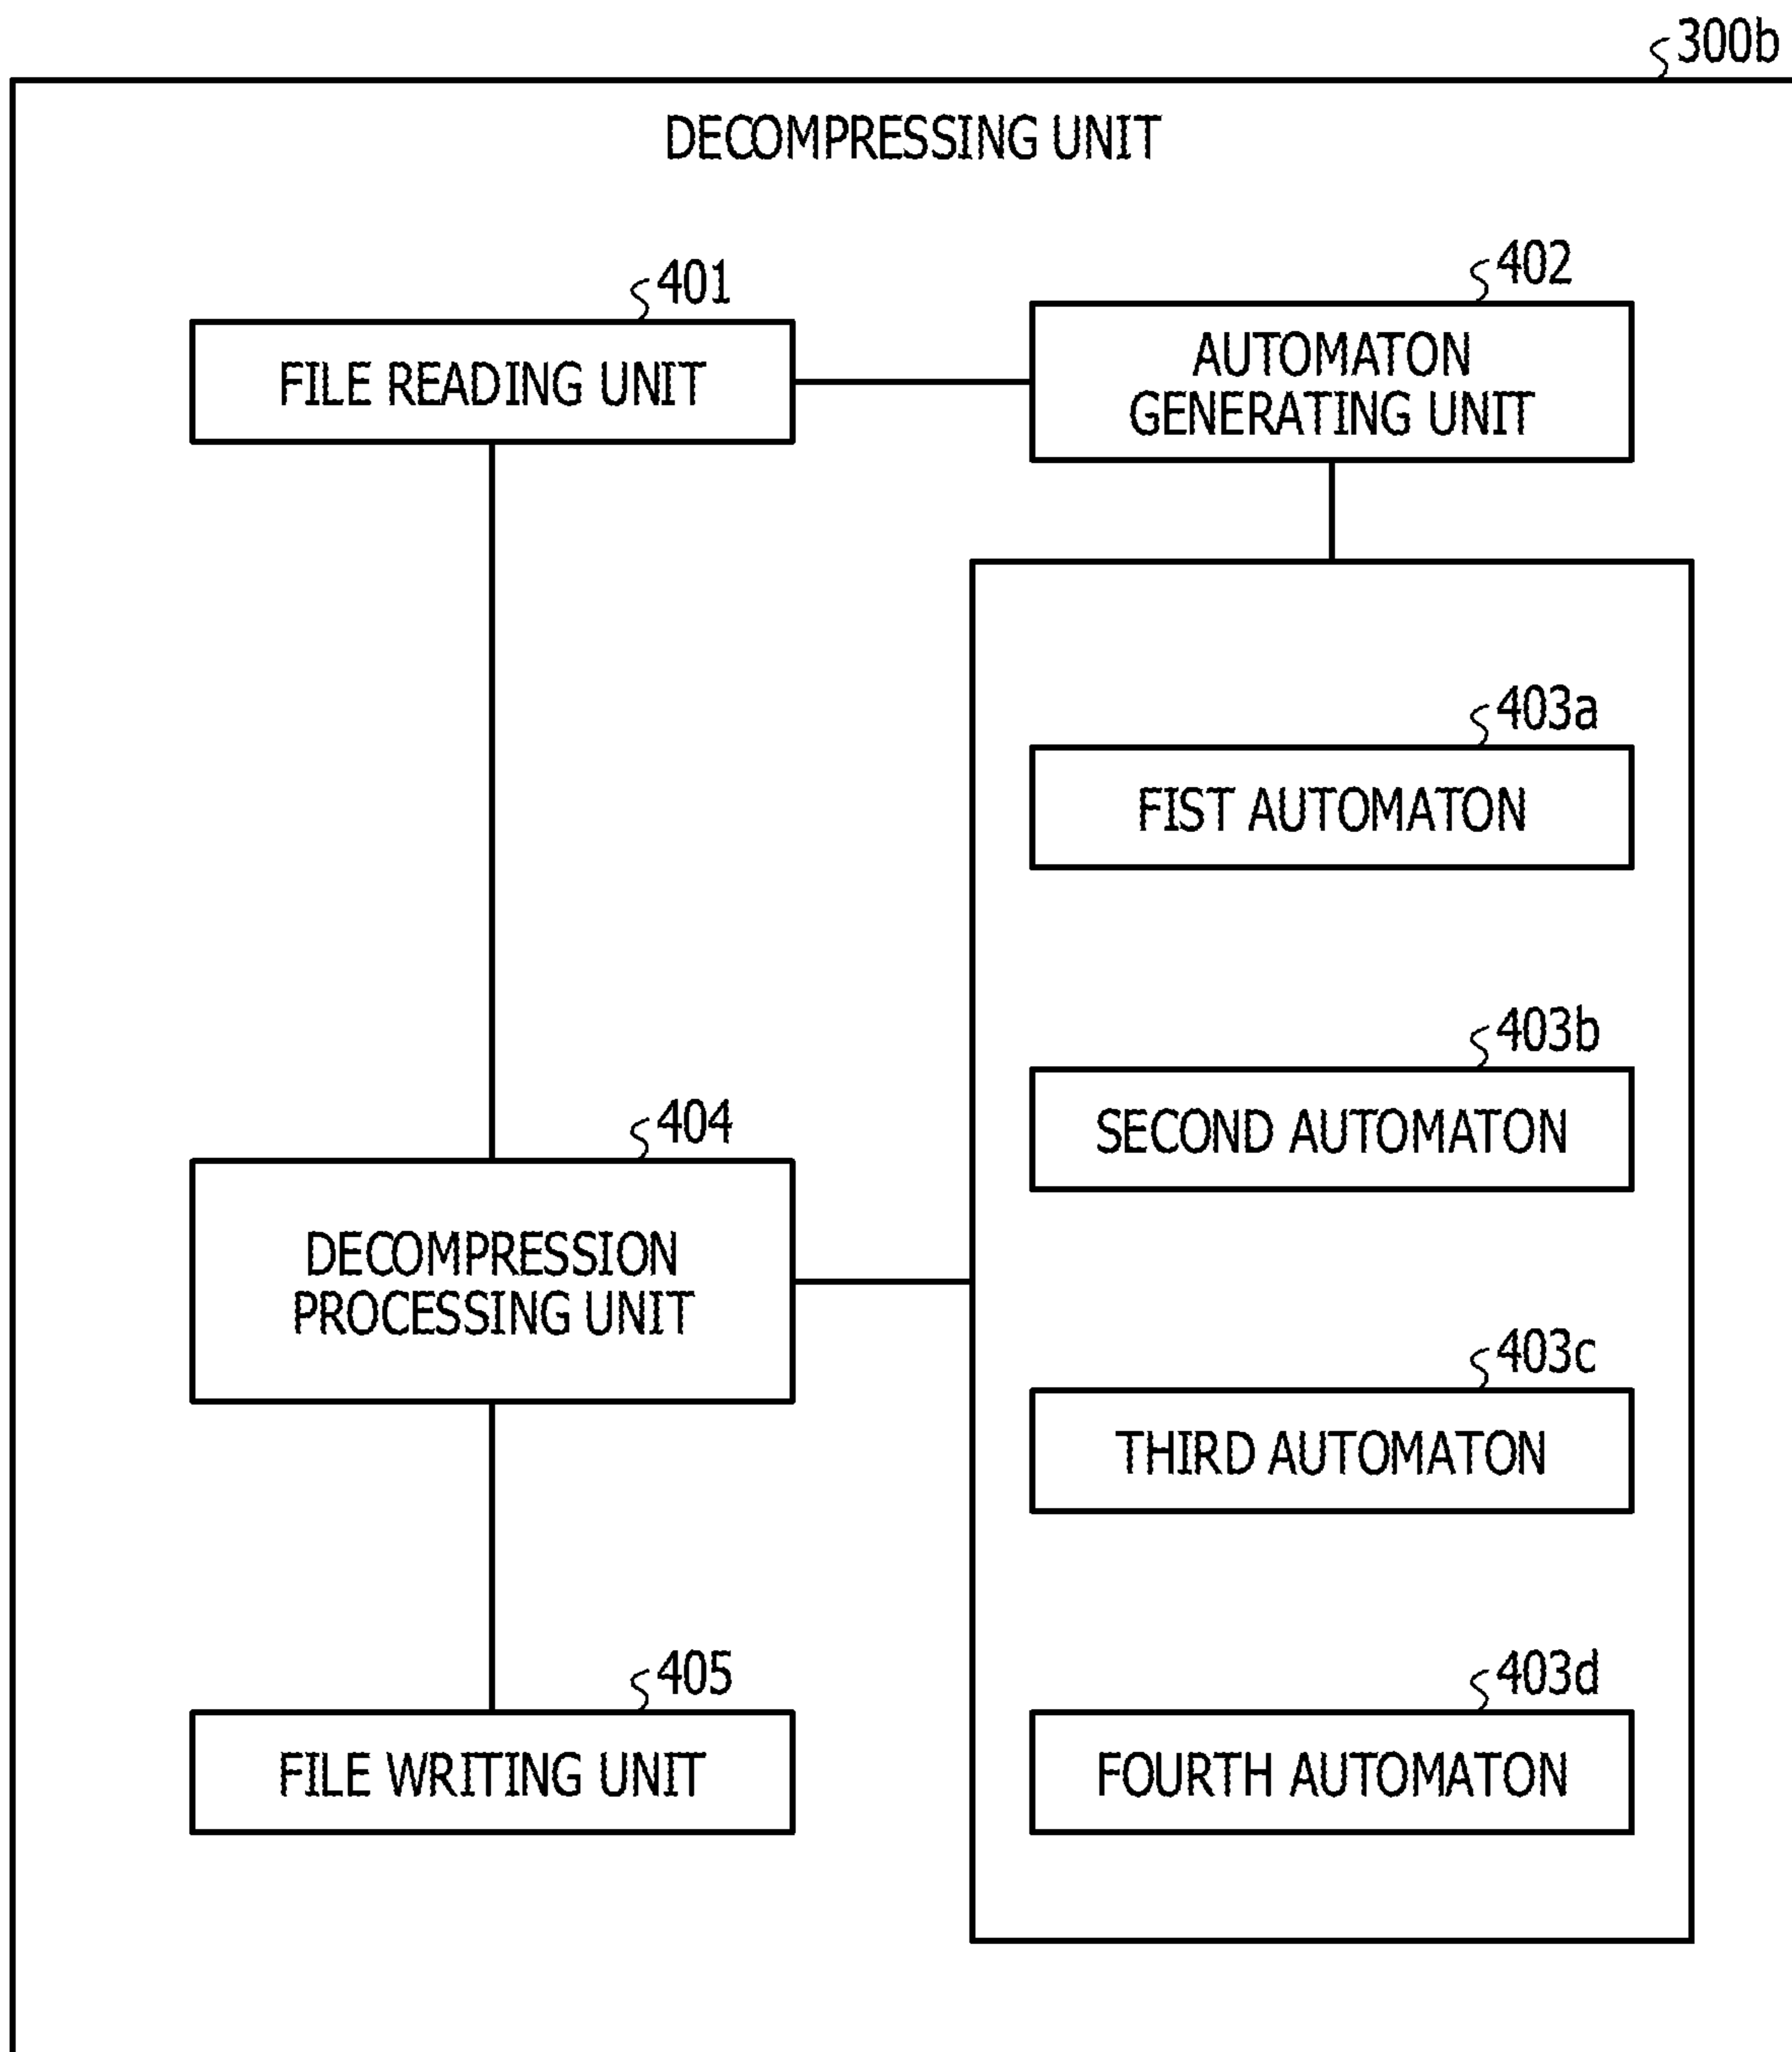 300b
DECOMPRESSING UNIT
401
FILE READING UNIT
402
AUTOMATON
GENERATING UNIT
403a
FIST AUTOMATON
403b
SECOND AUTOMATON
404
DECOMPRESSION
PROCESSING UNIT
403c
THIRD AUTOMATON
405
FILE WRITING UNIT
403d
FOURTH AUTOMATON